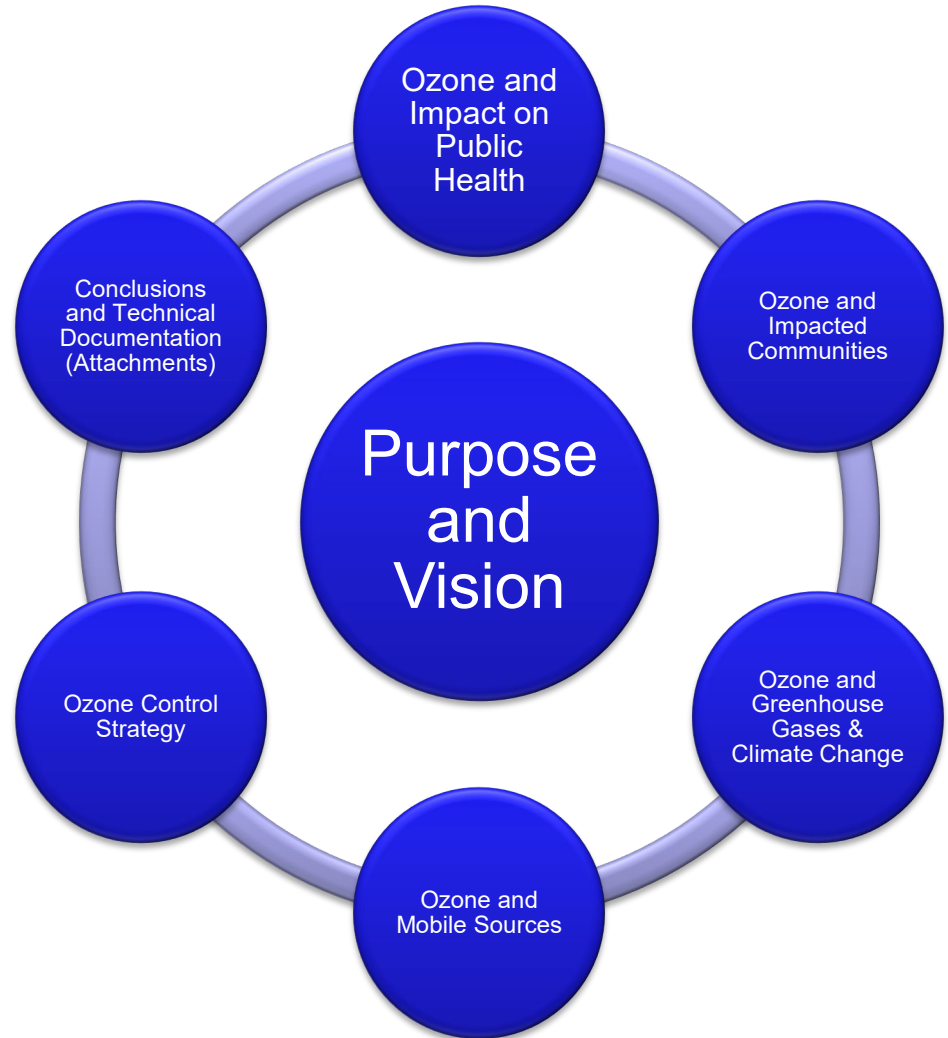 Ozone and
Impact on
Public
Health
Ozone and
Impacted
Communities
Ozone and
Greenhouse
Gases &
Climate Change
Ozone and
Mobile Sources
Ozone Control
Strategy
Conclusions
and Technical
Documentation
(Attachments)
Purpose
and
Vision